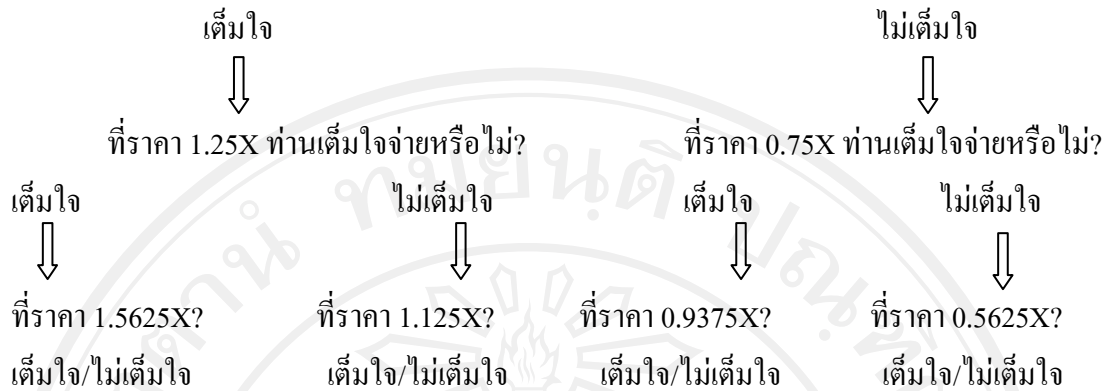 เต็มใจ ไม่เต็มใจ
ที่ราคา 1.25X ท่านเต็มใจจ่ายหรือไม่? ที่ราคา 0.75X ท่านเต็มใจจ่ายหรือไม่?
เต็มใจ ไม่เต็มใจ เต็มใจ ไม่เต็มใจ
ที่ราคา 1.5625X? ที่ราคา 1.125X? ที่ราคา 0.9375X? ที่ราคา 0.5625X?
เต็มใจ/ไม่เต็มใจ เต็มใจ/ไม่เต็มใจ เต็มใจ/ไม่เต็มใจ เต็มใจ/ไม่เต็มใจ